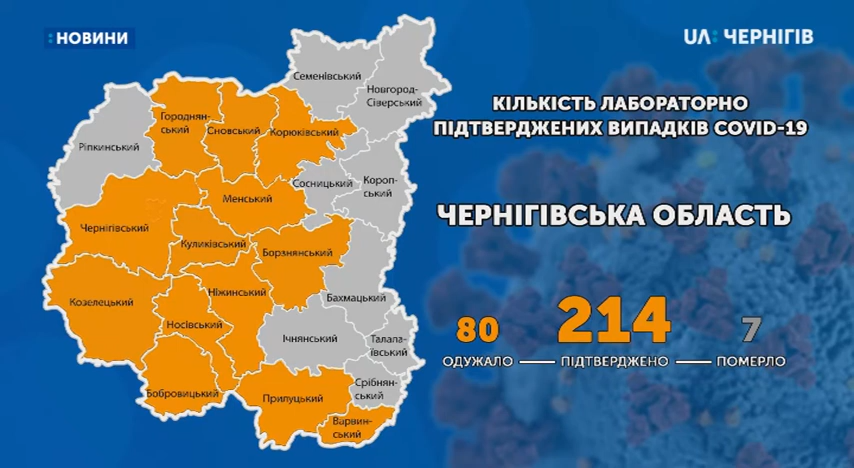 :НОВИНИ
UA: ЧЕРНІГІВ
КІЛЬКІСТЬ ЛАБОРАТОРНО
ПІДТВЕРДЖЕНИХ ВИПАДКІВ COVID-19
ЧЕРНІГІВСЬКА ОБЛАСТЬ
80
214
7
ОДУЖАЛО
ПІДТВЕРДЖЕНО
ПОМЕРЛО
Семенівський
Новгород-
Сіверський
Городнян-
ський
Сновський
Корюківський
Ріпкинський
Сосницький
Короп-
ський
Менський
Чернігівський
Куликівський
Борзнянський
Козелецький
Ніжинський
Бахмацький
Носівський
Ічнянський
Талала-
ївський
Бобровицький
Срібнян-
ський
Прилуцький
Варвин-
ський